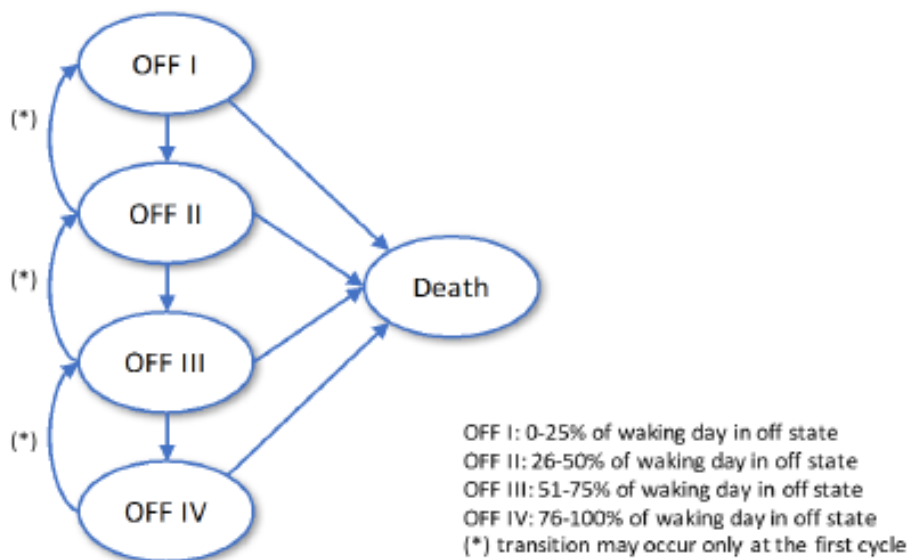 OFF I
(*)
OFF II
Death
(*)
OFF III
(*)
OFF IV
OFF I: 0-25% of waking day in off state
OFF II: 26-50% of waking day in off state
OFF III: 51-75% of waking day in off state
OFF IV: 76-100% of waking day in off state
(*) transition may occur only at the first cycle